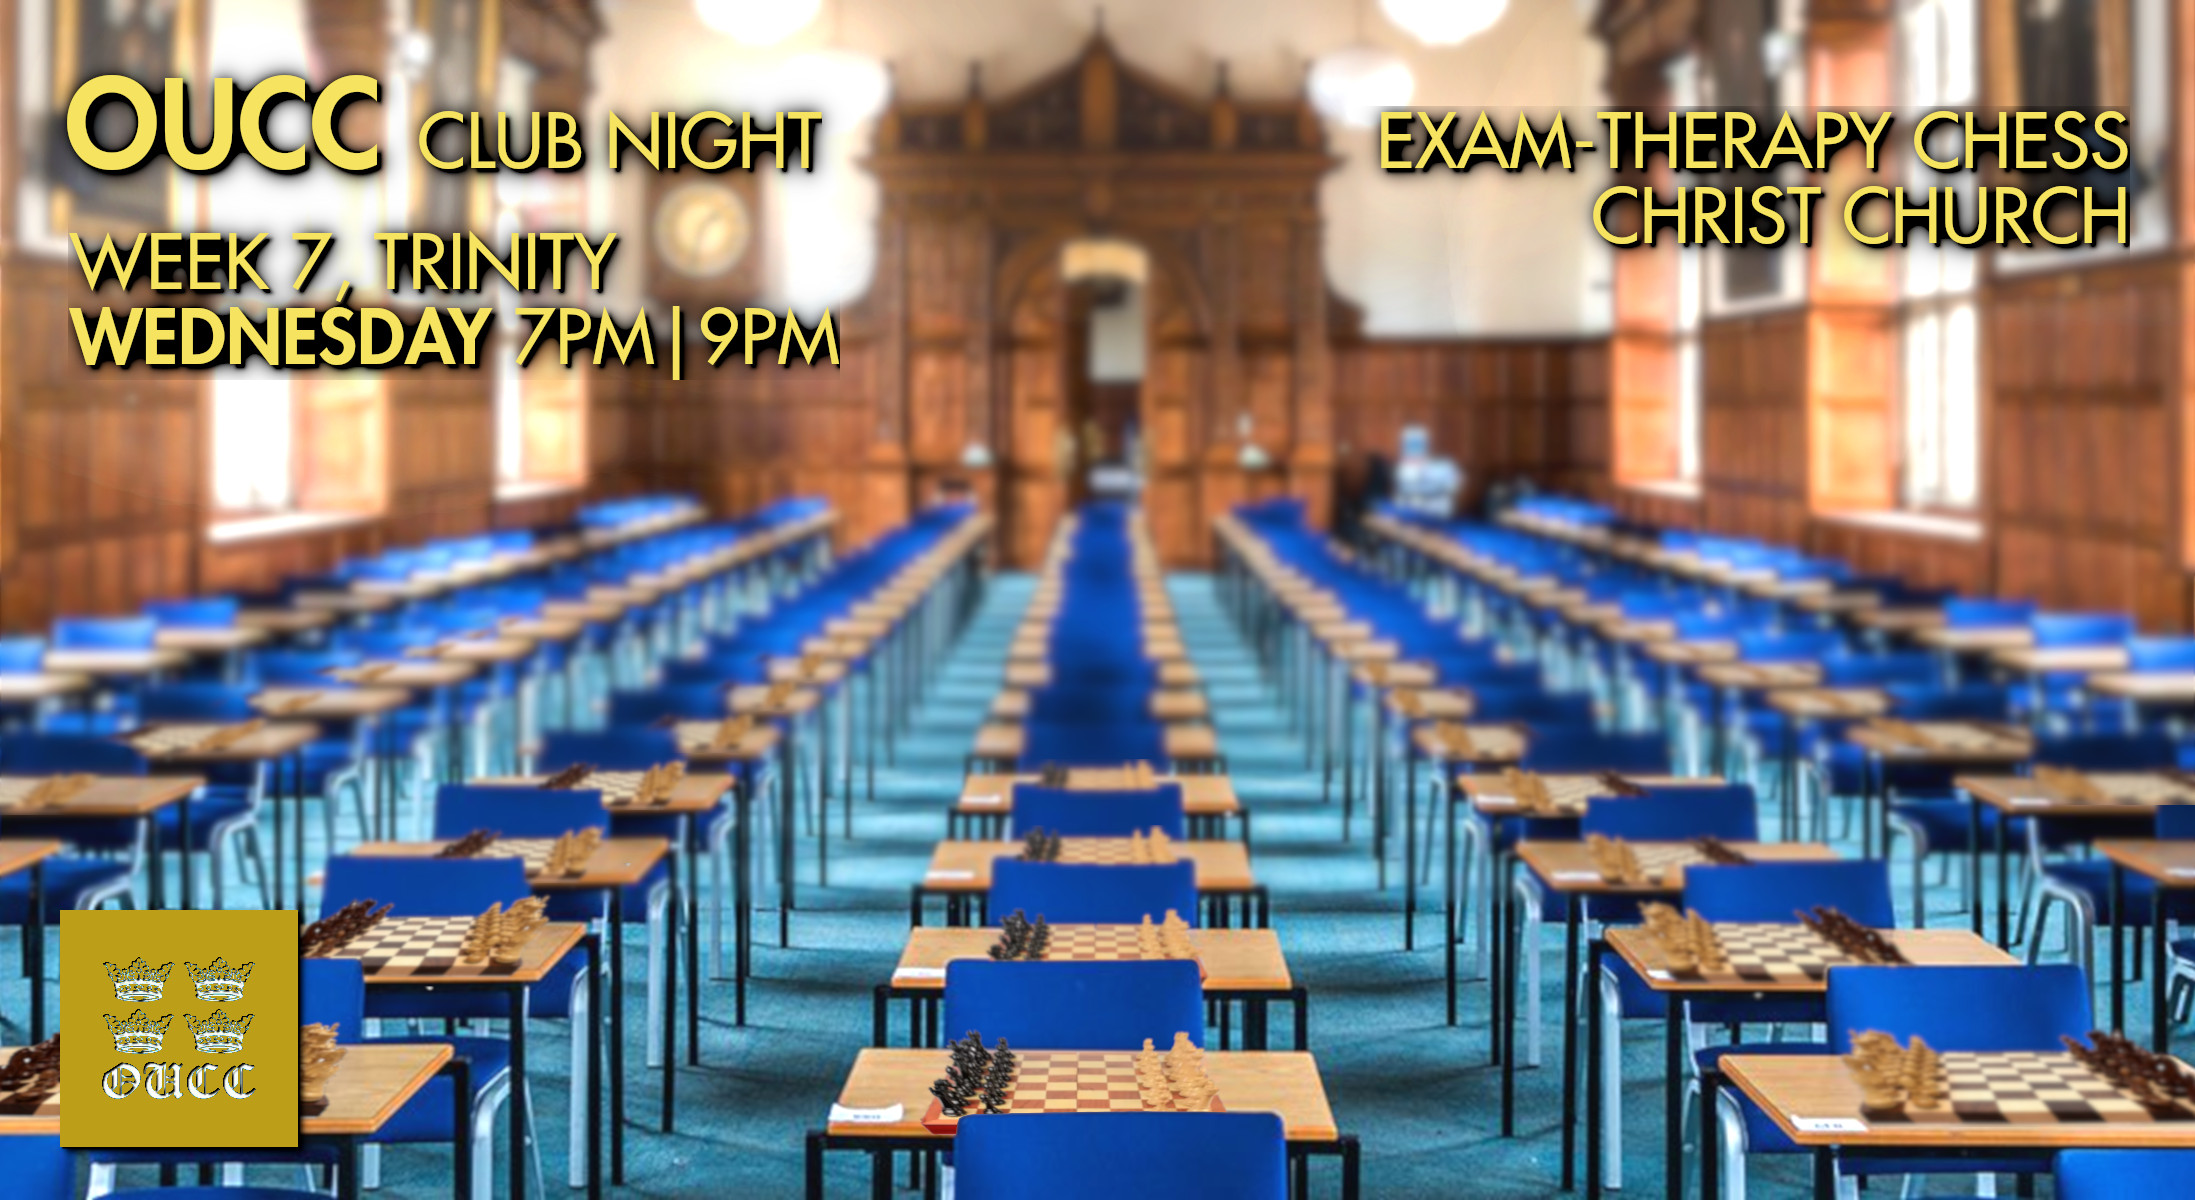 OUCC CLUB NIGHT
WEEK 7, TRINITY
WEDNESDAY 7PM|9PM
EXAM-THERAPY CHESS
CHRIST CHURCH
OUCC